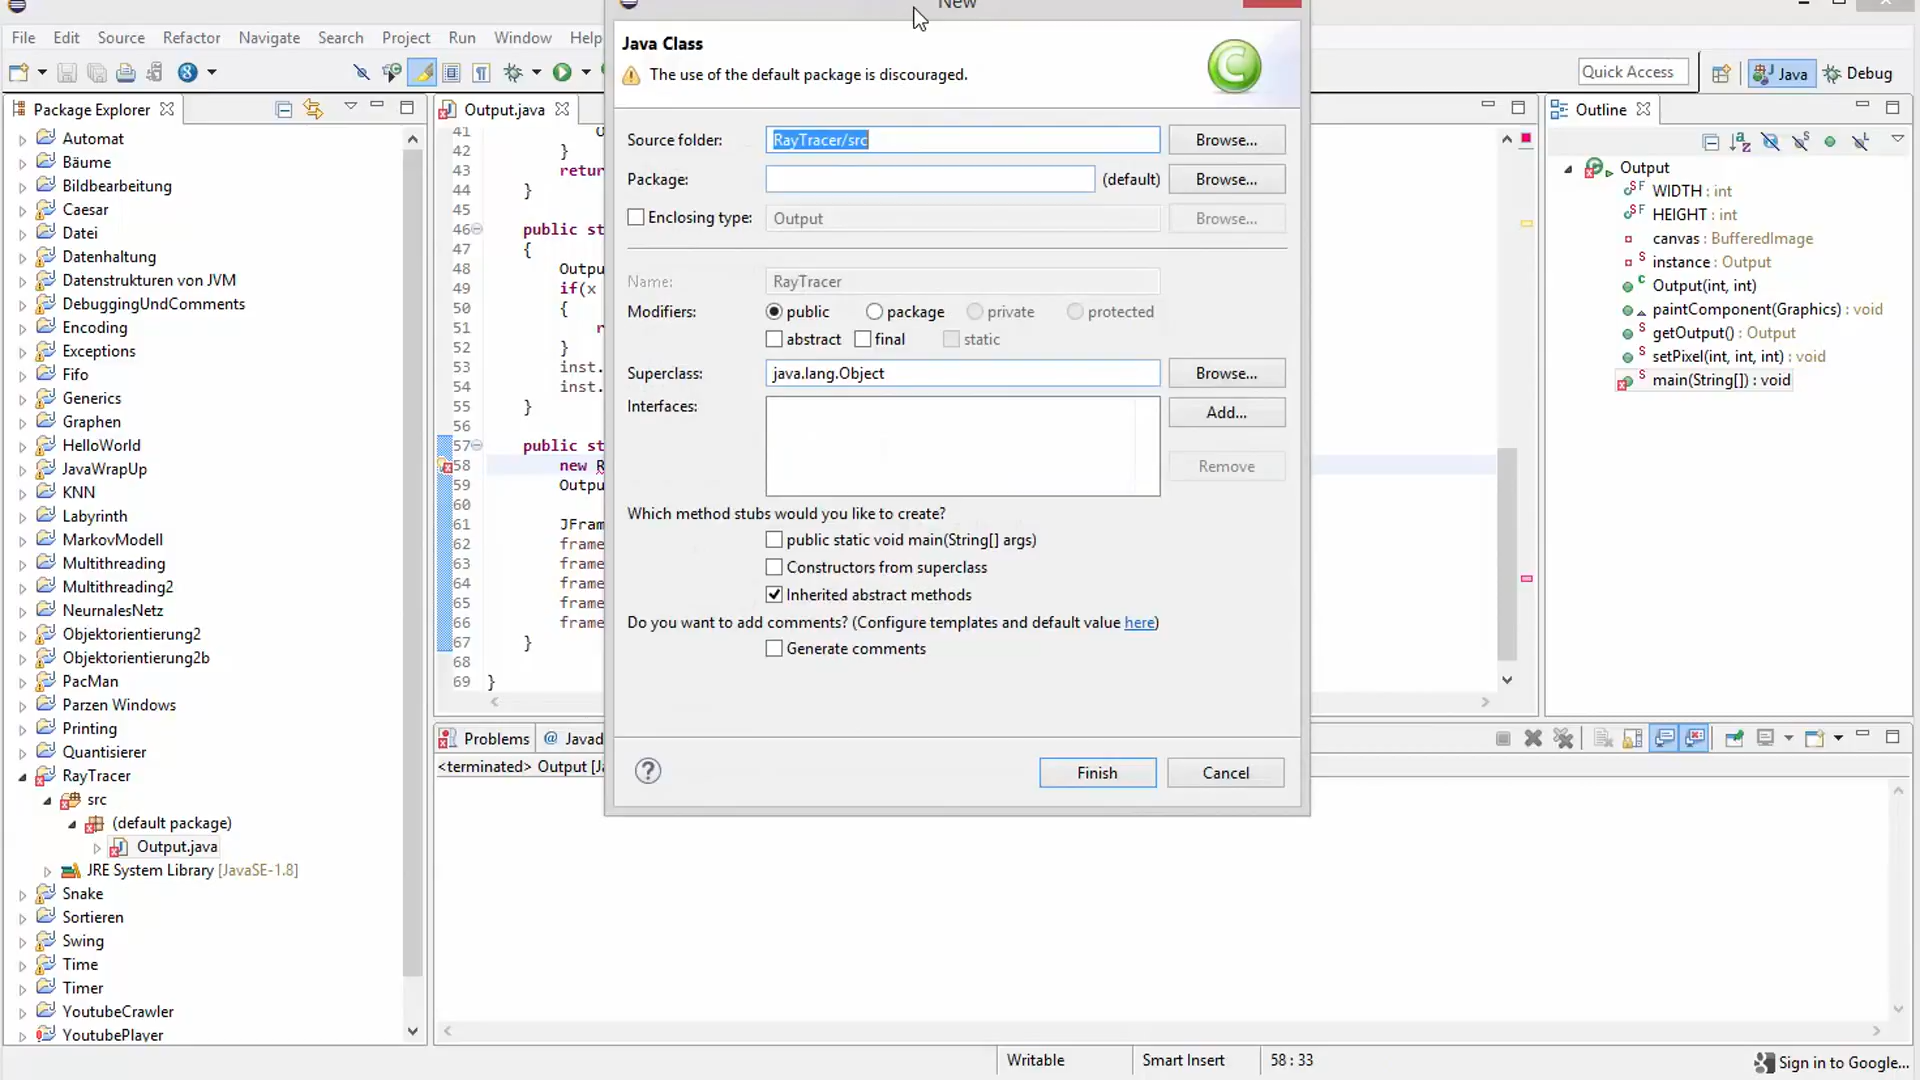 New
File Edit Source Refactor Navigate Search Project Run Window Help
Quick Access
Java
Debug
Package Explorer
Automat
Bäume
Bildbearbeitung
Caesar
Datei
Datenhaltung
Datenstrukturen von JVM
DebuggingUndComments
Encoding
Exceptions
Fifo
Generics
Graphen
HelloWorld
JavaWrapUp
KNN
Labyrinth
MarkovModell
Multithreading
Multithreading2
NeurnalesNetz
Objektorientierung2
Objektorientierung2b
PacMan
Parzen Windows
Printing
Quantisierer
RayTracer
src
(default package)
Output.java
JRE System Library [JavaSE-1.8]
Snake
Sortieren
Swing
Time
Timer
YoutubeCrawler
YoutubePlayer
Output.java
41 O
42 }
43 retur
44 }
45
46 public st
47 {
48 Outpu
49 if(x
50 {
51 r
52 }
53 inst.
54 inst.
55 }
56
57 public st
58 new R
59 Outpu
60
61 JFram
62 frame
63 frame
64 frame
65 frame
66 frame
67 }
68
69 }
Java Class
The use of the default package is discouraged.
C
Source folder: RayTracer/src Browse...
Package: (default) Browse...
Enclosing type: Output Browse...
Name: RayTracer
Modifiers: public package private protected
abstract final static
Superclass: java.lang.Object Browse...
Interfaces: Add...
Remove
Which method stubs would you like to create?
public static void main(String[] args)
Constructors from superclass
Inherited abstract methods
Do you want to add comments? (Configure templates and default value here)
Generate comments
? Finish Cancel
Outline
Output
WIDTH : int
HEIGHT : int
canvas : BufferedImage
instance : Output
Output(int, int)
paintComponent(Graphics) : void
getOutput() : Output
setPixel(int, int, int) : void
main(String[]) : void
Problems @ Javad
<terminated> Output [Ja
Writable Smart Insert 58 : 33
Sign in to Google...